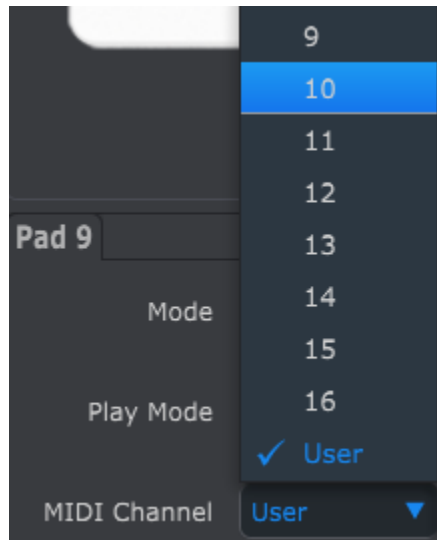 9
10
11
12
Pad 9
13
Mode
14
15
Play Mode
16
✓ User
MIDI Channel User ▼